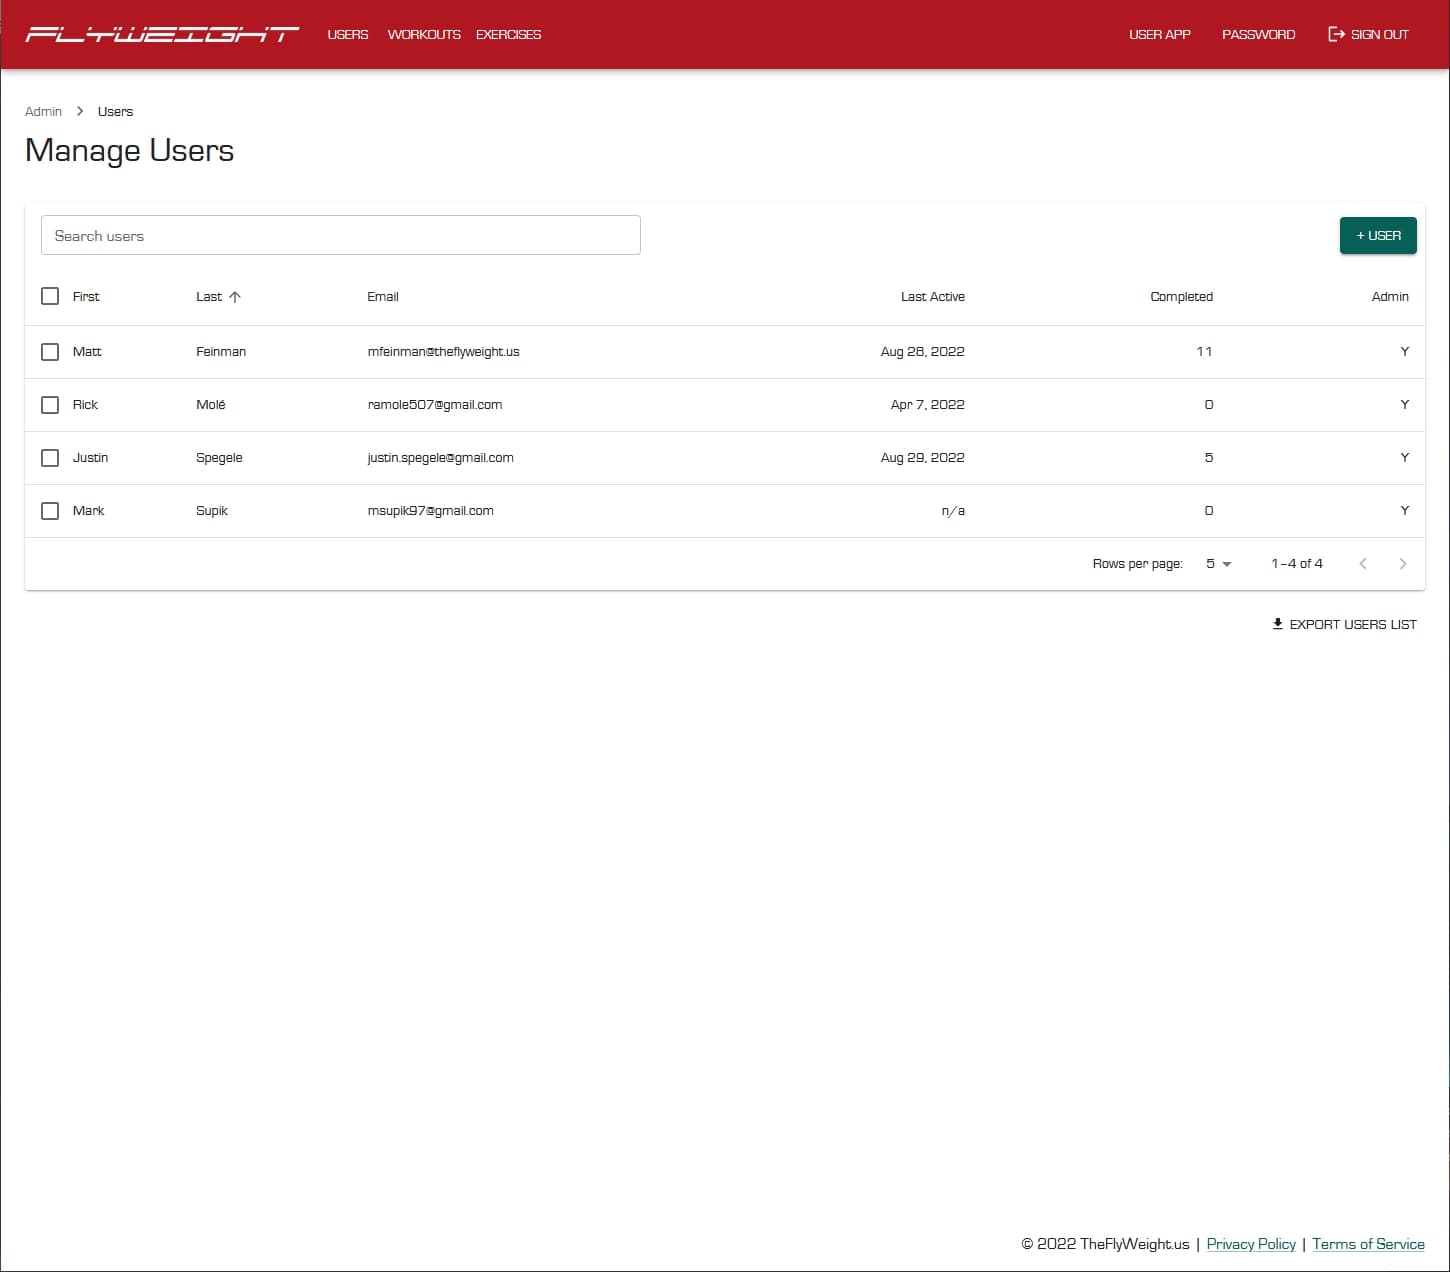 FLYWEIGHT USERS WORKOUTS EXERCISES USER APP PASSWORD SIGN OUT
Admin > Users
Manage Users
Search users + USER
First Last Email Last Active Completed Admin
Matt Feinman mfeinman@theflyweight.us Aug 28, 2022 11 Y
Rick Molé ramole507@gmail.com Apr 7, 2022 0 Y
Justin Spegele justin.spegele@gmail.com Aug 29, 2022 5 Y
Mark Supik msupik97@gmail.com n/a 0 Y
Rows per page: 5 1–4 of 4
EXPORT USERS LIST
© 2022 TheFlyWeight.us | Privacy Policy | Terms of Service